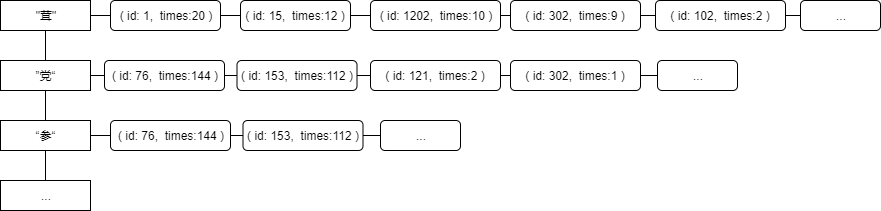 "茸" ( id: 1, times:20 ) ( id: 15, times:12 ) ( id: 1202, times:10 ) ( id: 302, times:9 ) ( id: 102, times:2 ) ...
"党“ ( id: 76, times:144 ) ( id: 153, times:112 ) ( id: 121, times:2 ) ( id: 302, times:1 ) ...
“参“ ( id: 76, times:144 ) ( id: 153, times:112 ) ...
...